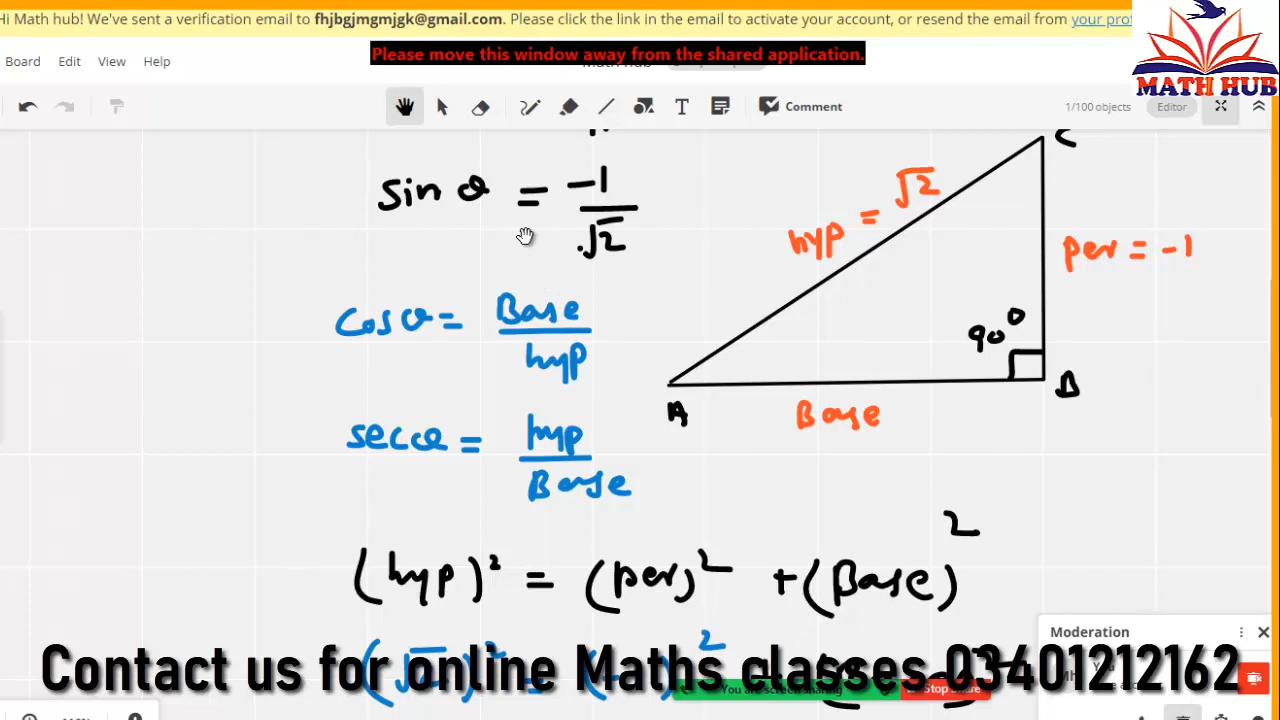 Hi Math hub! We've sent a verification email to fhjbgjmgmjgk@gmail.com. Please click the link in the email to activate your account, or resend the email from your prof
Please move this window away from the shared application.
MATH HUB
Board Edit View Help
Comment
1/100 objects
Editor
sin θ = -1/√2
hyp = √2
C
per = -1
90°
B
A
Base
cos θ = Base/hyp
sec θ = hyp/Base
(hyp)² = (per)² + (Base)²
(√2)² =
Moderation
You
You are screen sharing
Stop Share
Contact us for online Maths classes-03401212162